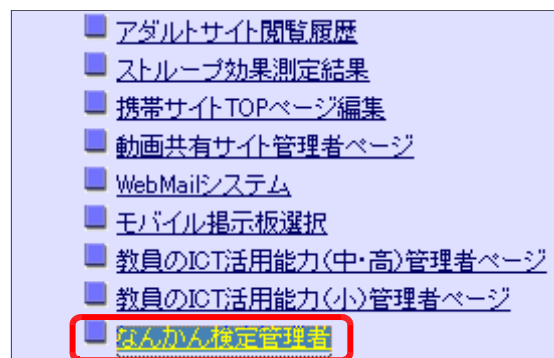 アダルトサイト閲覧履歴
ストループ効果測定結果
携帯サイトTOPページ編集
動画共有サイト管理者ページ
WebMailシステム
モバイル掲示板選択
教員のICT活用能力(中・高)管理者ページ
教員のICT活用能力(小)管理者ページ
なんかん検定管理者